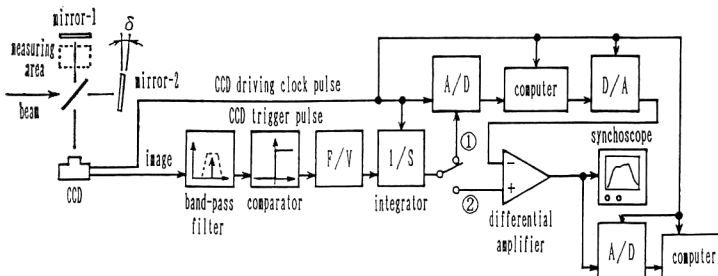 mirror-1
δ
measuring
area
mirror-2
beam
CCD
CCD driving clock pulse
CCD trigger pulse
image
band-pass
filter
comparator
F/V
1/S
integrator
A/D
computer
D/A
①
②
−
+
differential
amplifier
synchoscope
A/D
computer